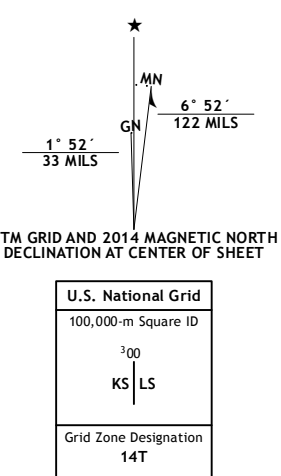 ★
MN
6° 52´
122 MILS
GN
1° 52´
33 MILS
TM GRID AND 2014 MAGNETIC NORTH
DECLINATION AT CENTER OF SHEET
U.S. National Grid
100,000-m Square ID
³00
KS LS
Grid Zone Designation
14T